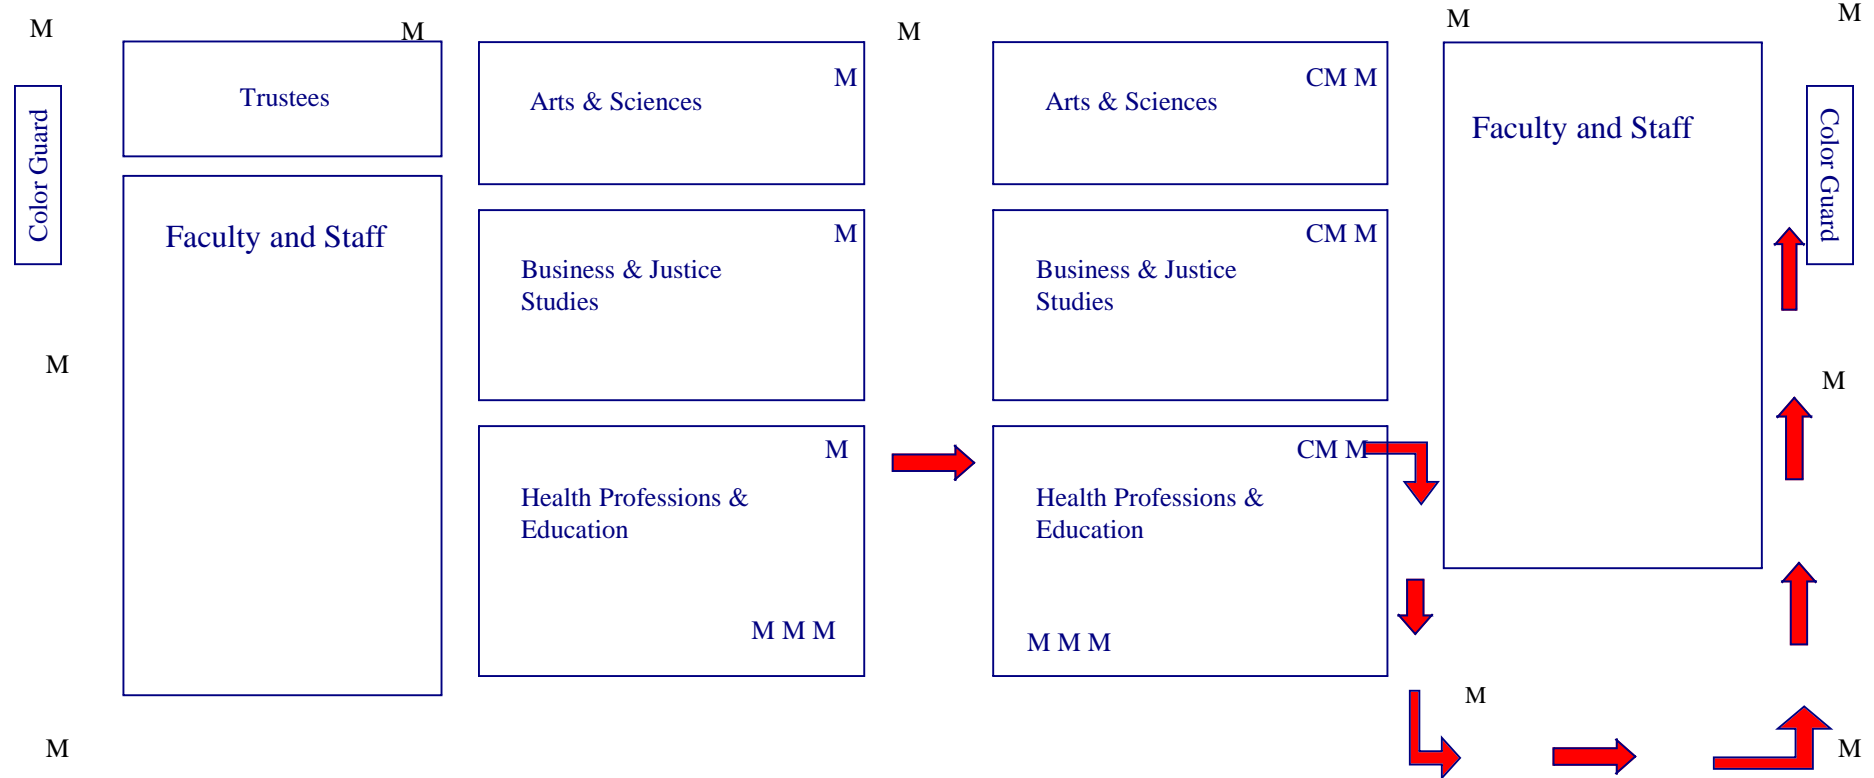 M
M
M
M
M
Trustees
Arts & Sciences
M
Arts & Sciences
CM M
Color Guard
Faculty and Staff
Color Guard
Faculty and Staff
M
CM M
Business & Justice
Studies
Business & Justice
Studies
M
M
M
CM M
Health Professions &
Education
Health Professions &
Education
M M M
M M M
M
M
M